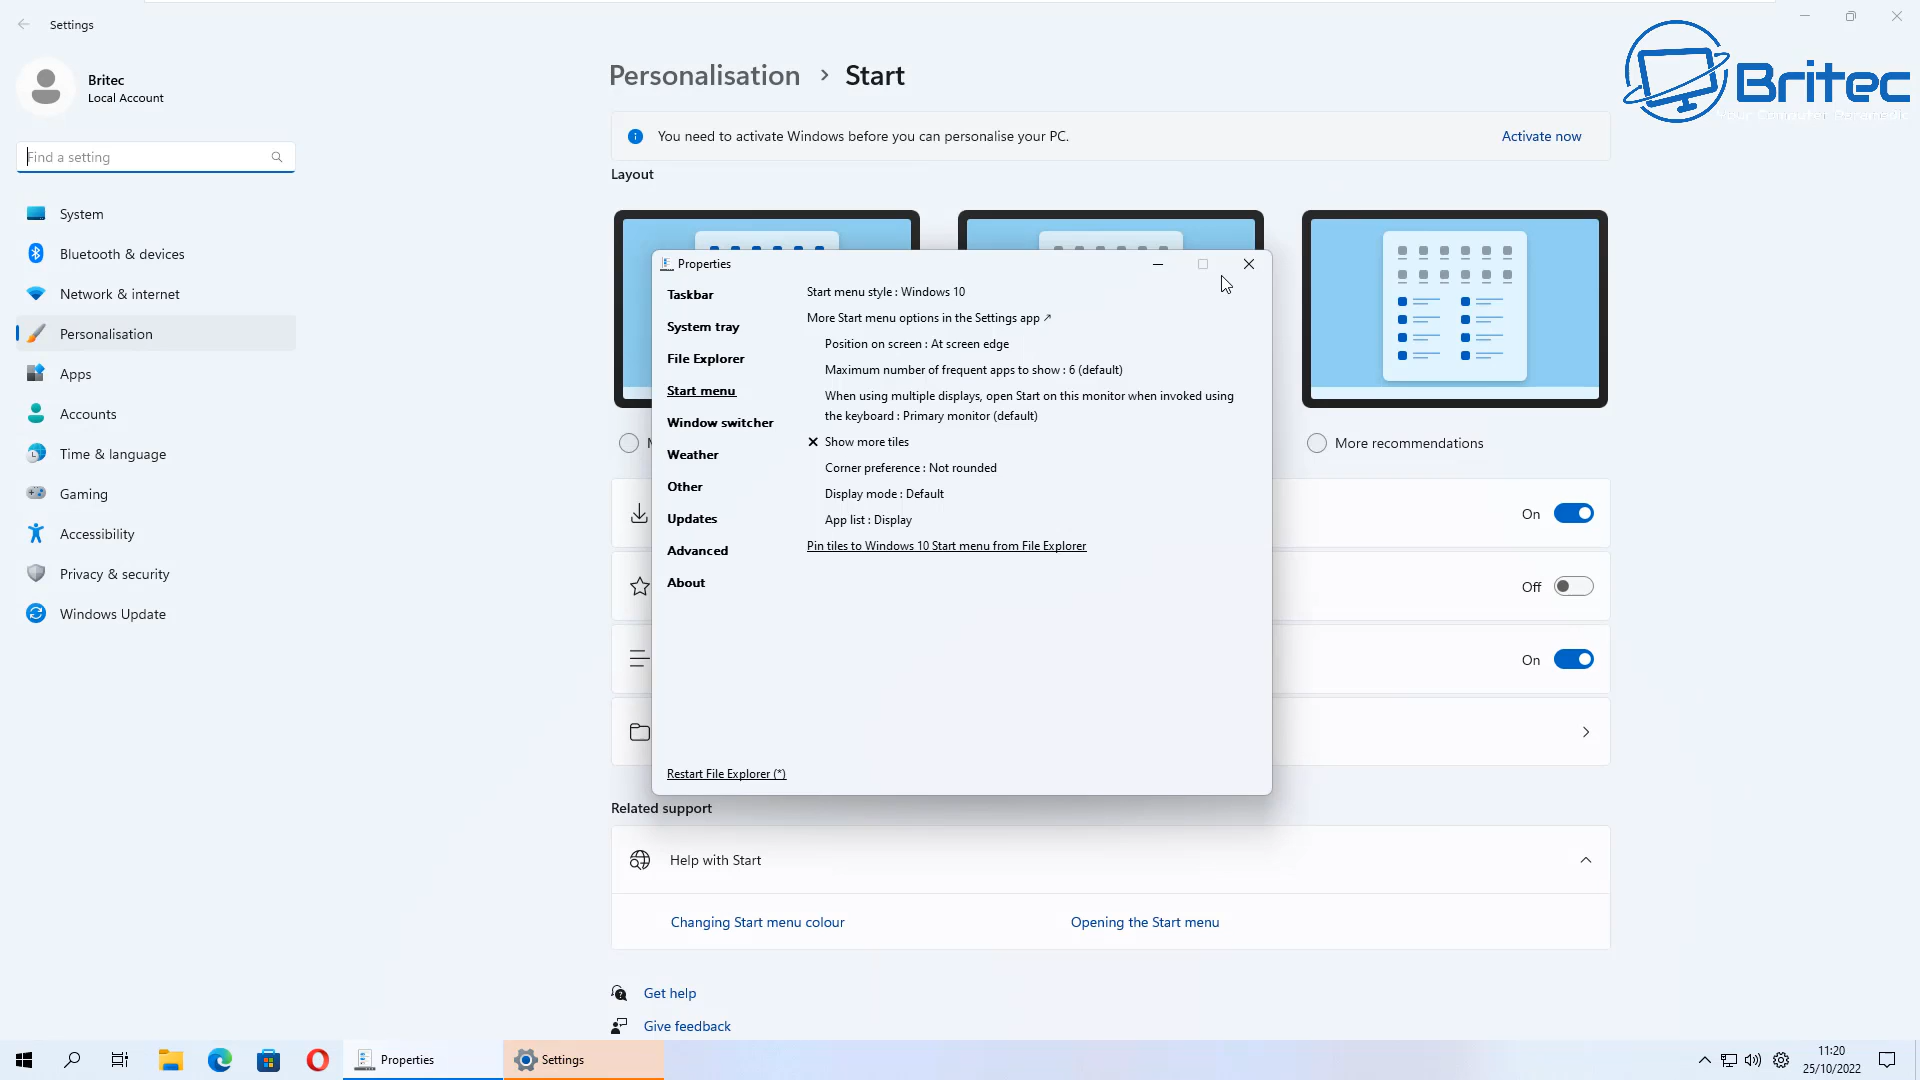 Settings
Britec
Local Account
Find a setting
System
Bluetooth & devices
Network & internet
Personalisation
Apps
Accounts
Time & language
Gaming
Accessibility
Privacy & security
Windows Update
Personalisation › Start
You need to activate Windows before you can personalise your PC.
Activate now
Layout
More recommendations
On
Off
On
Properties
Taskbar
System tray
File Explorer
Start menu
Window switcher
Weather
Other
Updates
Advanced
About
Start menu style : Windows 10
More Start menu options in the Settings app ↗
Position on screen : At screen edge
Maximum number of frequent apps to show : 6 (default)
When using multiple displays, open Start on this monitor when invoked using
the keyboard : Primary monitor (default)
Show more tiles
Corner preference : Not rounded
Display mode : Default
App list : Display
Pin tiles to Windows 10 Start menu from File Explorer
Restart File Explorer (*)
Related support
Help with Start
Changing Start menu colour
Opening the Start menu
Get help
Give feedback
Britec
Properties
Settings
11:20
25/10/2022